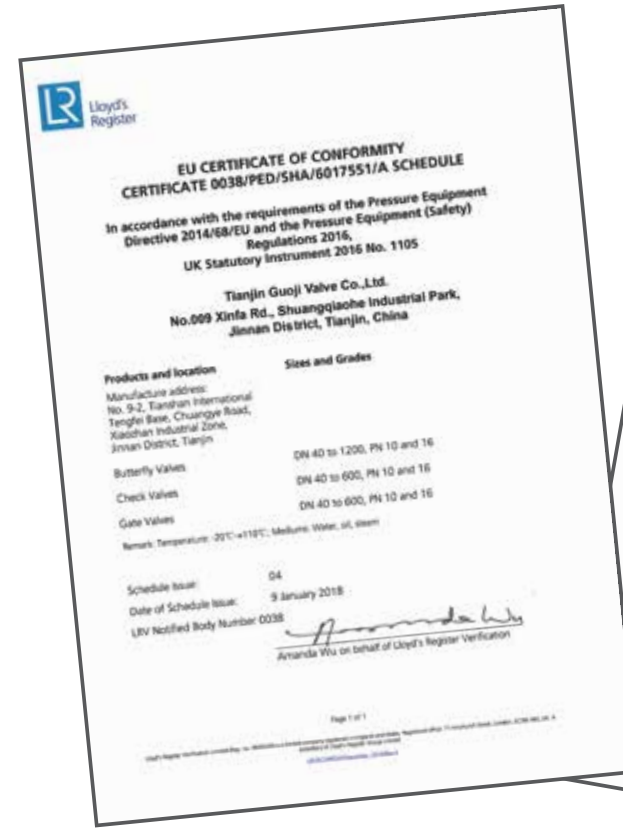 LR
Lloyd's
Register
EU CERTIFICATE OF CONFORMITY
CERTIFICATE 0038/PED/SHA/6017551/A SCHEDULE
In accordance with the requirements of the Pressure Equipment
Directive 2014/68/EU and the Pressure Equipment (Safety)
Regulations 2016,
UK Statutory Instrument 2016 No. 1105
Tianjin Guoji Valve Co.,Ltd.
No.009 Xinfa Rd., Shuangqiaohe Industrial Park,
Jinnan District, Tianjin, China
Products and location Sizes and Grades
Manufacture address:
No. 9-2, Tianshan International
Tengfei Base, Chuangye Road,
Xiaozhan Industrial Zone,
Jinnan District, Tianjin
Butterfly Valves DN 40 to 1200, PN 10 and 16
Check Valves DN 40 to 600, PN 10 and 16
Gate Valves DN 40 to 600, PN 10 and 16
Remark: Temperature: -20℃-+110℃; Mediums: Water, oil, steam
Schedule Issue: 04
Date of Schedule Issue: 9 January 2018
LRV Notified Body Number 0038
Amanda Wu
Amanda Wu on behalf of Lloyd's Register Verification
Page 1 of 1